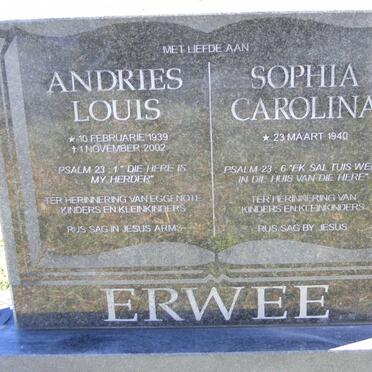 MET LIEFDE AAN
ANDRIES
LOUIS
★ 10 FEBRUARIE 1939
✝ 1 NOVEMBER 2002
PSALM 23 : 1 " DIE HERE IS
MY HERDER"
TER HERINNERING VAN EGGENOTE
KINDERS EN KLEINKINDERS
RUS SAG IN JESUS ARMS
SOPHIA
CAROLINA
★ 23 MAART 1940
PSALM 23 : 6 "EK SAL TUIS WEES
IN DIE HUIS VAN DIE HERE"
TER HERINNERING VAN
KINDERS EN KLEINKINDERS
RUS SAG BY JESUS
ERWEE